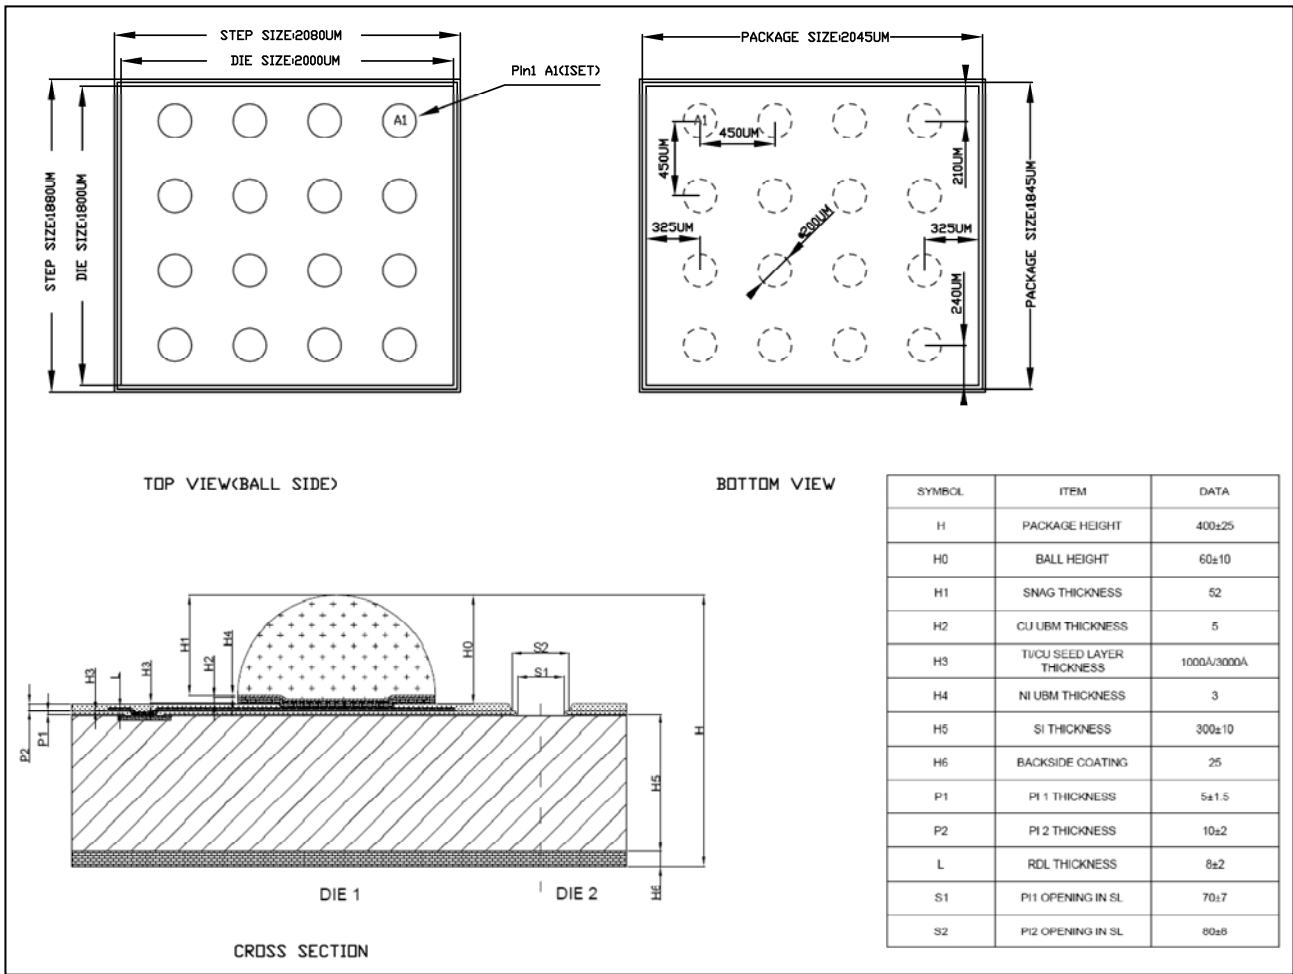 STEP SIZE:2080UM
DIE SIZE:2000UM
PIn1 A1(ISET)
A1
STEP SIZE:1880UM
DIE SIZE:1800UM
TOP VIEW(BALL SIDE)
PACKAGE SIZE:2045UM
A1
450UM
450UM
210UM
PACKAGE SIZE:1845UM
325UM
ø200UM
325UM
240UM
BOTTOM VIEW
H1
H4
H0
S2
S1
H3
L
H3
H2
P2
P1
H
H5
H6
DIE 1
DIE 2
CROSS SECTION
SYMBOL ITEM DATA
H PACKAGE HEIGHT 400±25
H0 BALL HEIGHT 60±10
H1 SNAG THICKNESS 52
H2 CU UBM THICKNESS 5
H3 TI/CU SEED LAYER THICKNESS 1000Å/3000Å
H4 NI UBM THICKNESS 3
H5 SI THICKNESS 300±10
H6 BACKSIDE COATING 25
P1 PI 1 THICKNESS 5±1.5
P2 PI 2 THICKNESS 10±2
L RDL THICKNESS 8±2
S1 PI1 OPENING IN SL 70±7
S2 PI2 OPENING IN SL 80±8